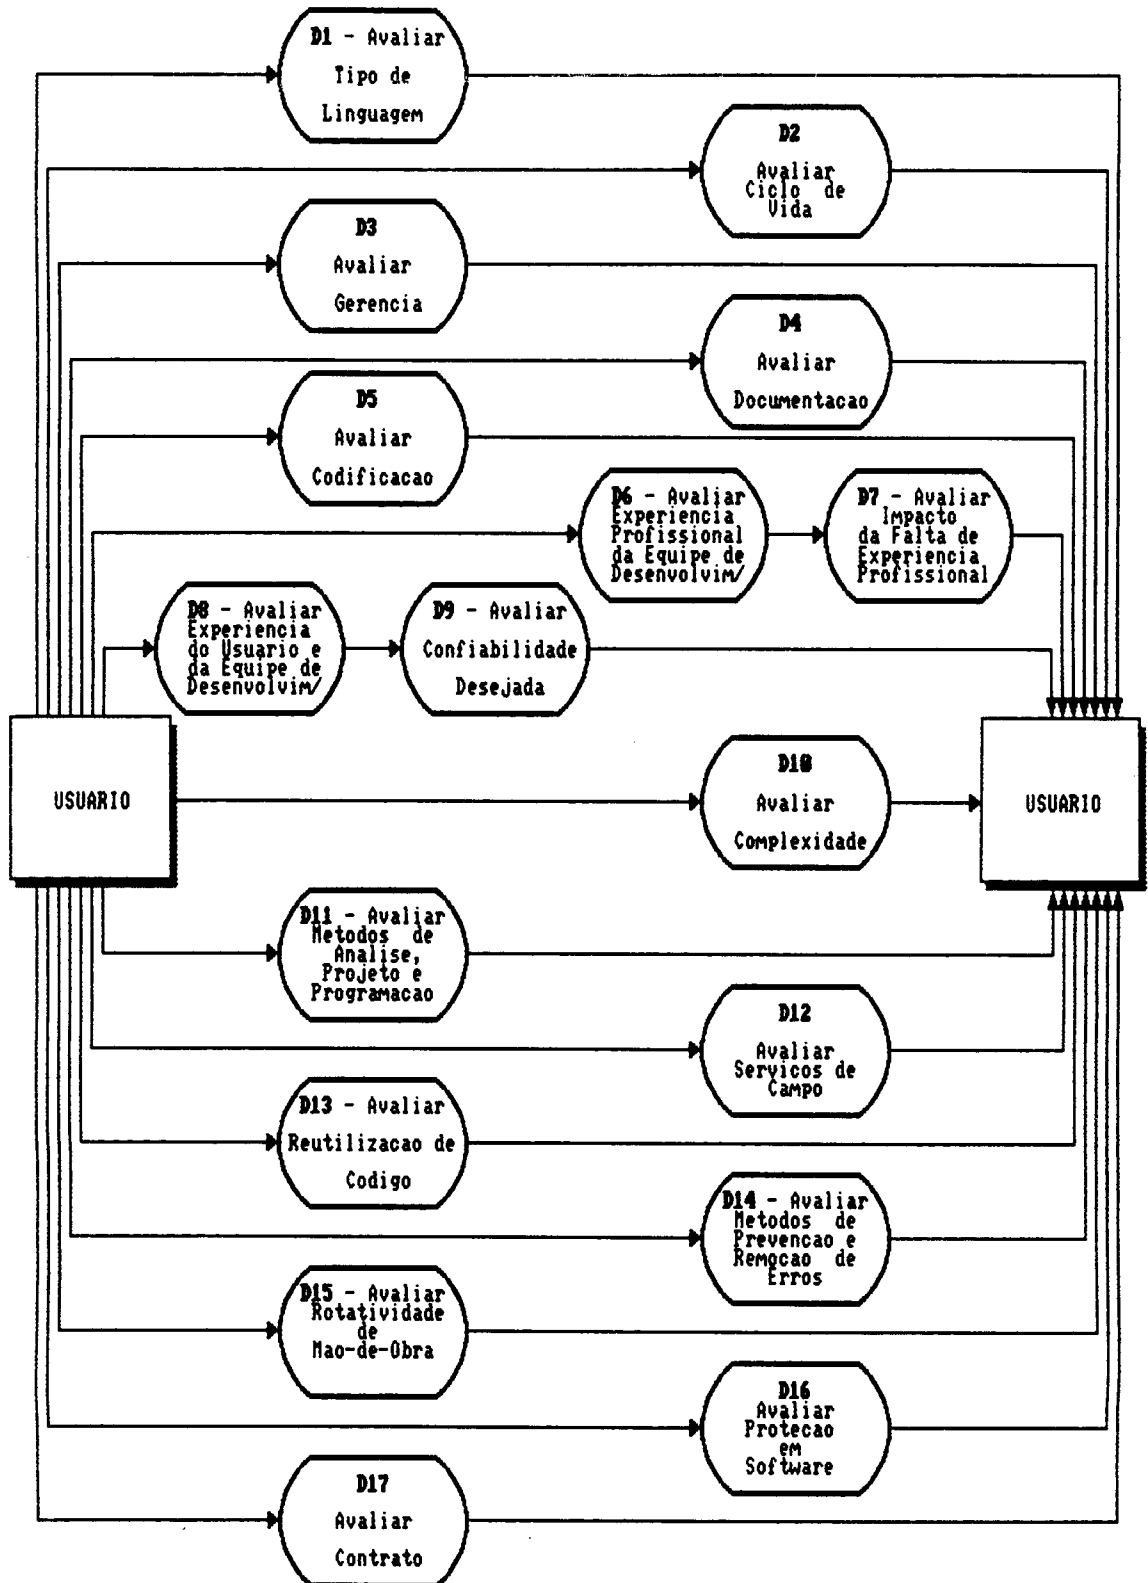 D1 - Avaliar
Tipo de
Linguagem
D2
Avaliar
Ciclo de
Vida
D3
Avaliar
Gerencia
D4
Avaliar
Documentacao
D5
Avaliar
Codificacao
D6 - Avaliar
Experiencia
Profissional
da Equipe de
Desenvolvim/
D7 - Avaliar
Impacto
da Falta de
Experiencia
Profissional
D8 - Avaliar
Experiencia
do Usuario e
da Equipe de
Desenvolvim/
D9 - Avaliar
Confiabilidade
Desejada
USUARIO
D10
Avaliar
Complexidade
USUARIO
D11 - Avaliar
Metodos de
Analise,
Projeto e
Programacao
D12
Avaliar
Servicos de
Campo
D13 - Avaliar
Reutilizacao de
Codigo
D14 - Avaliar
Metodos de
Prevencao e
Remocao de
Erros
D15 - Avaliar
Rotatividade
de
Mao-de-Obra
D16
Avaliar
Protecao
em
Software
D17
Avaliar
Contrato